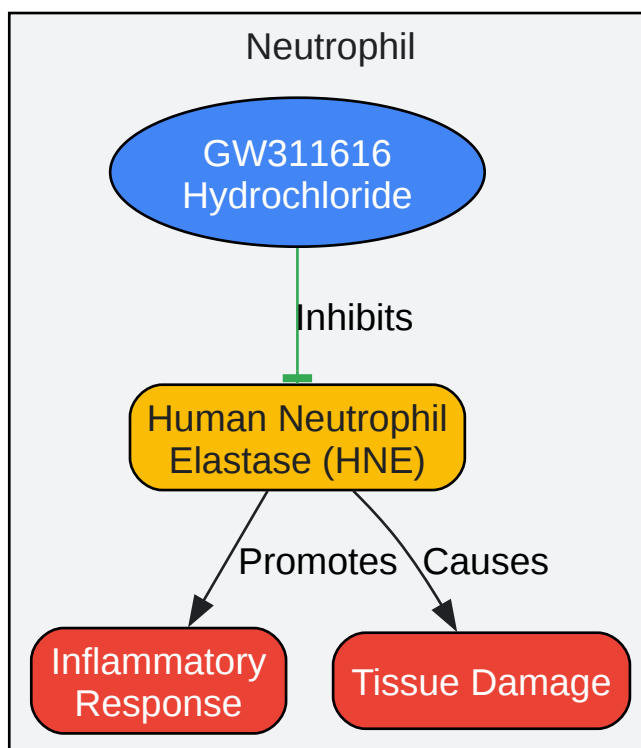 Neutrophil
GW311616
Hydrochloride
Inhibits
Human Neutrophil
Elastase (HNE)
Promotes
Causes
Inflammatory
Response
Tissue Damage